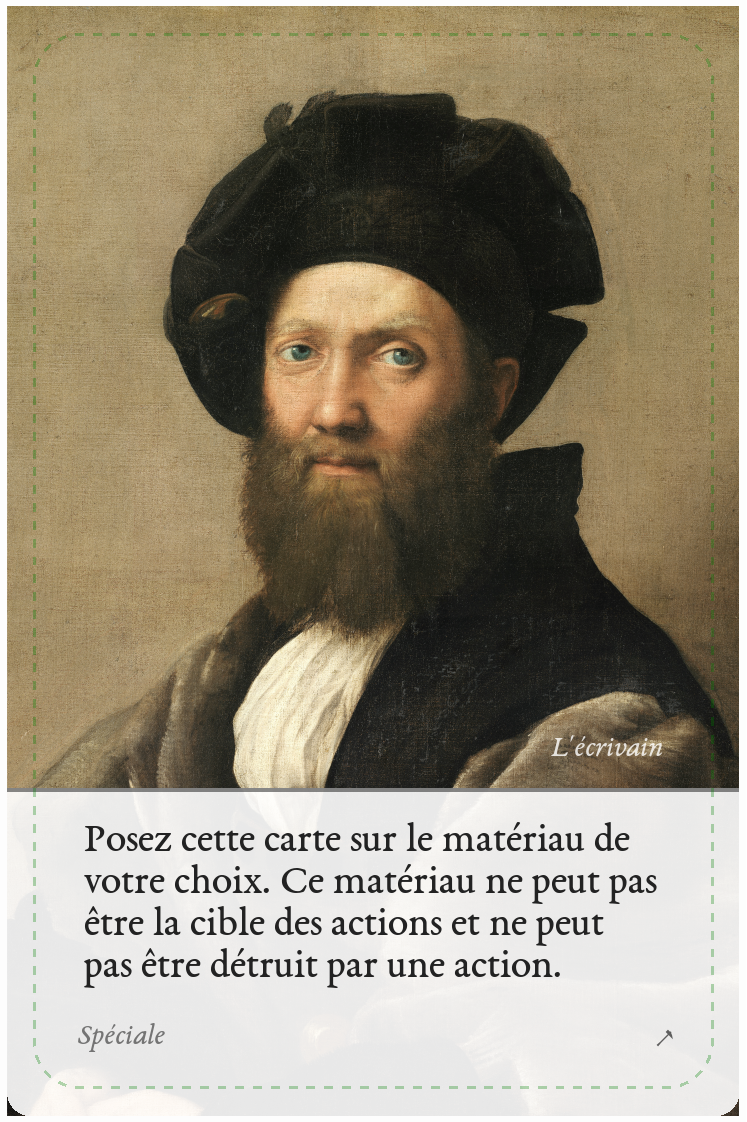 L'écrivain
Posez cette carte sur le matériau de
votre choix. Ce matériau ne peut pas
être la cible des actions et ne peut
pas être détruit par une action.
Spéciale